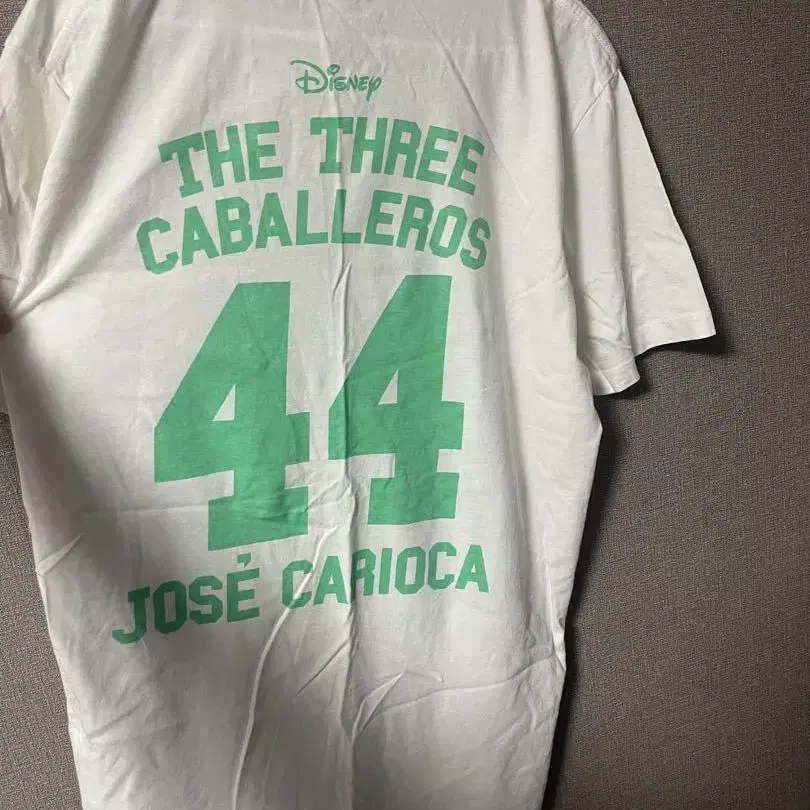 Disney
THE THREE
CABALLEROS
44
JOSÉ CARIOCA